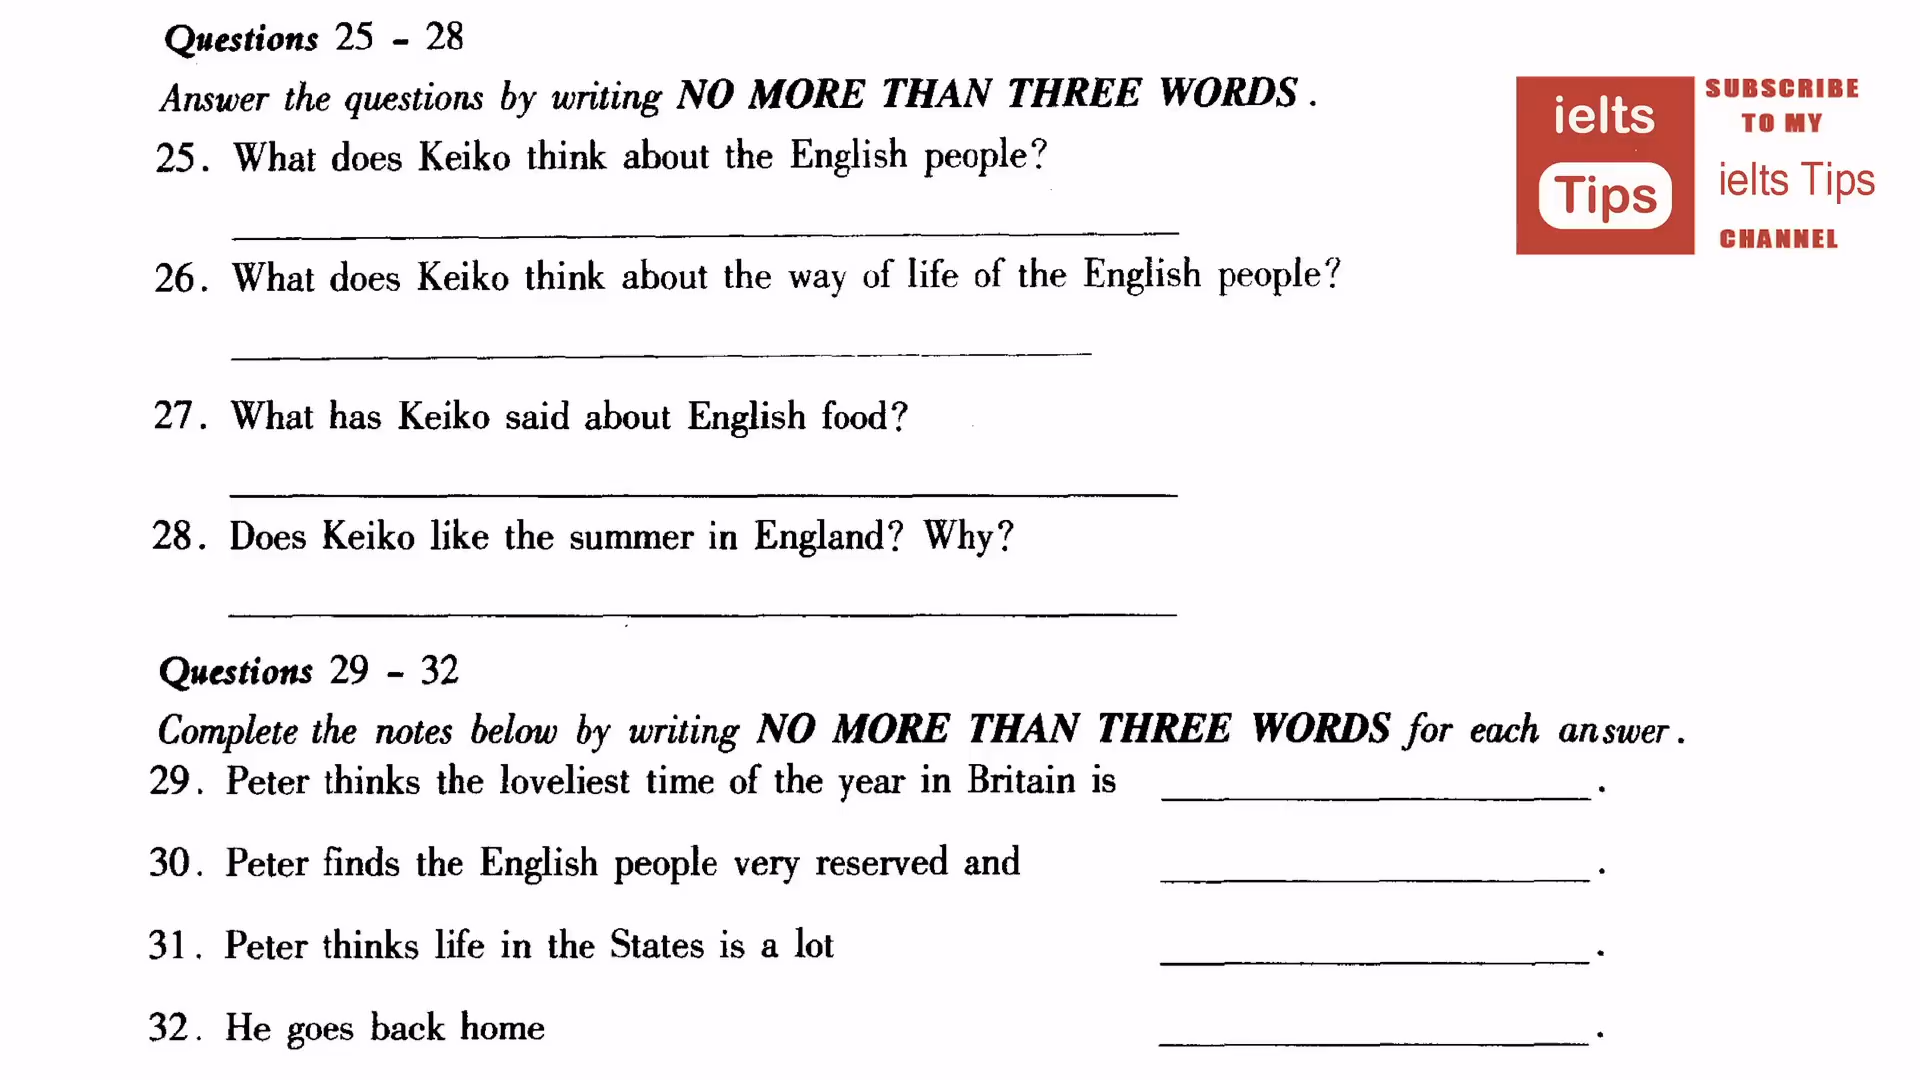 Questions 25 – 28
Answer the questions by writing NO MORE THAN THREE WORDS.
25. What does Keiko think about the English people?
26. What does Keiko think about the way of life of the English people?
27. What has Keiko said about English food?
28. Does Keiko like the summer in England? Why?
Questions 29 – 32
Complete the notes below by writing NO MORE THAN THREE WORDS for each answer.
29. Peter thinks the loveliest time of the year in Britain is ____________.
30. Peter finds the English people very reserved and ____________.
31. Peter thinks life in the States is a lot ____________.
32. He goes back home ____________.
ielts
Tips
SUBSCRIBE
TO MY
ielts Tips
CHANNEL